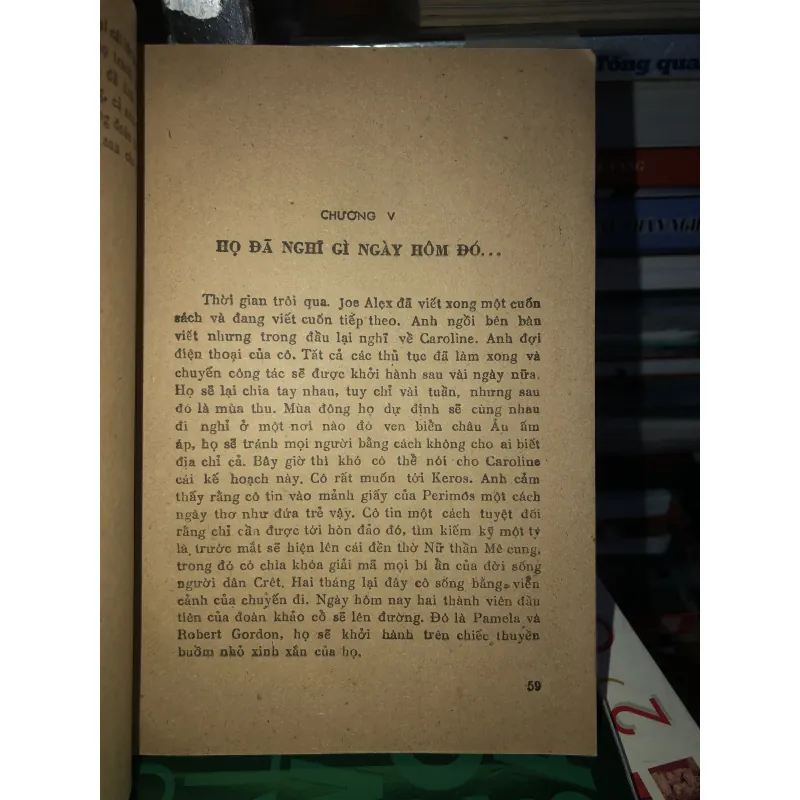 CHƯƠNG V
HỌ ĐÃ NGHĨ GÌ NGÀY HÔM ĐÓ...
Thời gian trôi qua. Joe Alex đã viết xong một cuốn
sách và đang viết cuốn tiếp theo. Anh ngồi bên bàn
viết nhưng trong đầu lại nghĩ về Caroline. Anh đợi
điện thoại của cô. Tất cả các thủ tục đã làm xong và
chuyến công tác sẽ được khởi hành sau vài ngày nữa.
Họ sẽ lại chia tay nhau, tuy chỉ vài tuần, nhưng sau
đó là mùa thu. Mùa đông họ dự định sẽ cùng nhau
đi nghỉ ở một nơi nào đó ven biển châu Âu ấm
áp, họ sẽ tránh mọi người bằng cách không cho ai biết
địa chỉ cả. Bây giờ thì khó có thể nói cho Caroline
cái kế hoạch này. Cô rất muốn tới Keros. Anh cảm
thấy rằng cô tin vào mảnh giấy của Perimos một cách
ngây thơ như đứa trẻ vậy. Cô tin một cách tuyệt đối
rằng chỉ cần được tới hòn đảo đó, tìm kiếm kỹ một tý
là trước mắt sẽ hiện lên cái đền thờ Nữ thần Mê cung,
trong đó có chìa khóa giải mã mọi bí ẩn của đời sống
người dân Crêt. Hai tháng lại đây cô sống bằng viễn
cảnh của chuyến đi. Ngày hôm nay hai thành viên đầu
tiên của đoàn khảo cổ sẽ lên đường. Đó là Pamela và
Robert Gordon, họ sẽ khởi hành trên chiếc thuyền
buồm nhỏ xinh xắn của họ.
59
Tổng qua
2